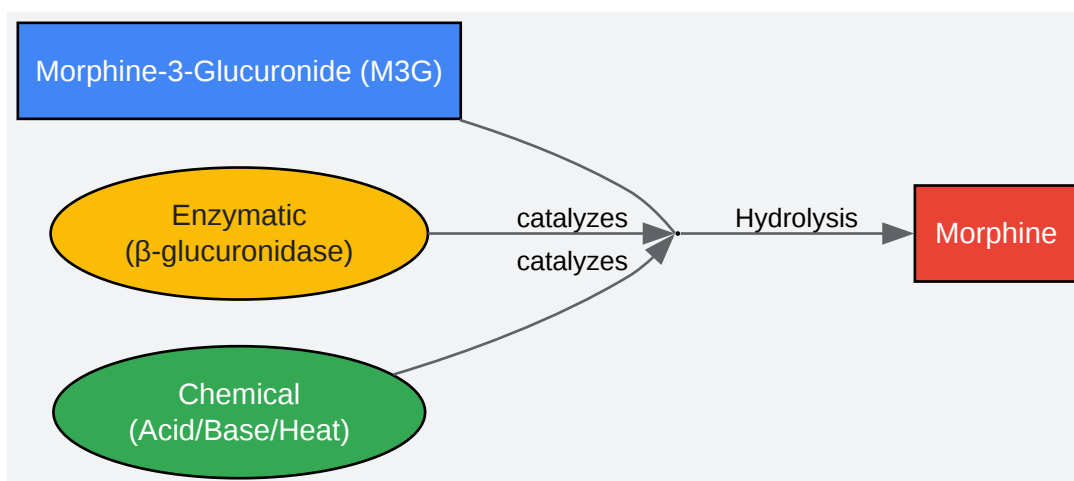 Morphine-3-Glucuronide (M3G)
Enzymatic
(β-glucuronidase)
catalyzes
Hydrolysis
Morphine
catalyzes
Chemical
(Acid/Base/Heat)